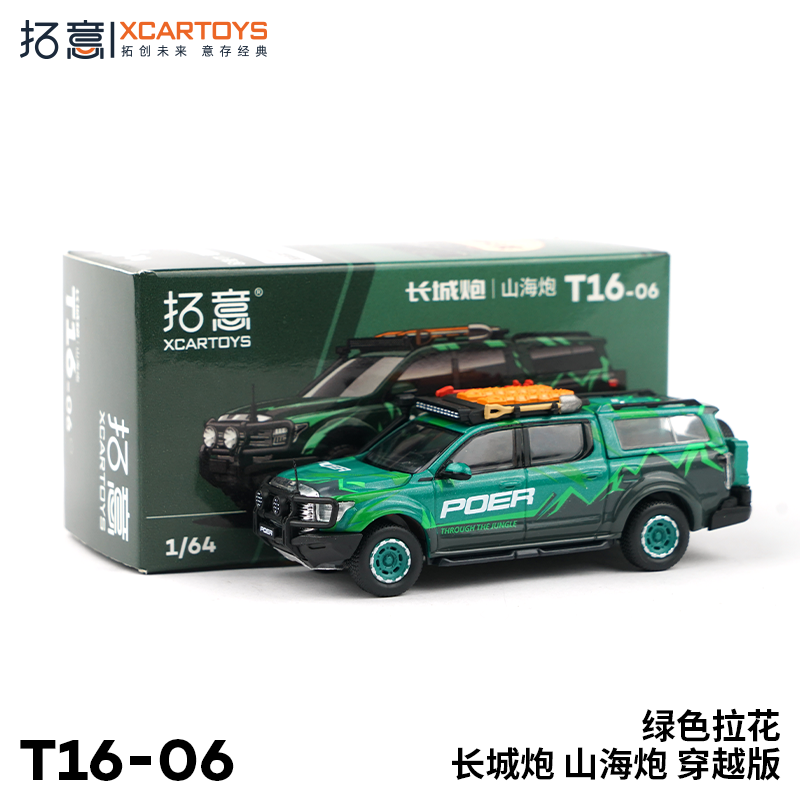 拓意 XCARTOYS
拓创未来 意存经典
长城炮 | 山海炮 T16-06
拓意®
XCARTOYS
T16-06
拓意
XCARTOYS
1/64
POER
THROUGH THE JUNGLE
POER
绿色拉花
T16-06 长城炮 山海炮 穿越版